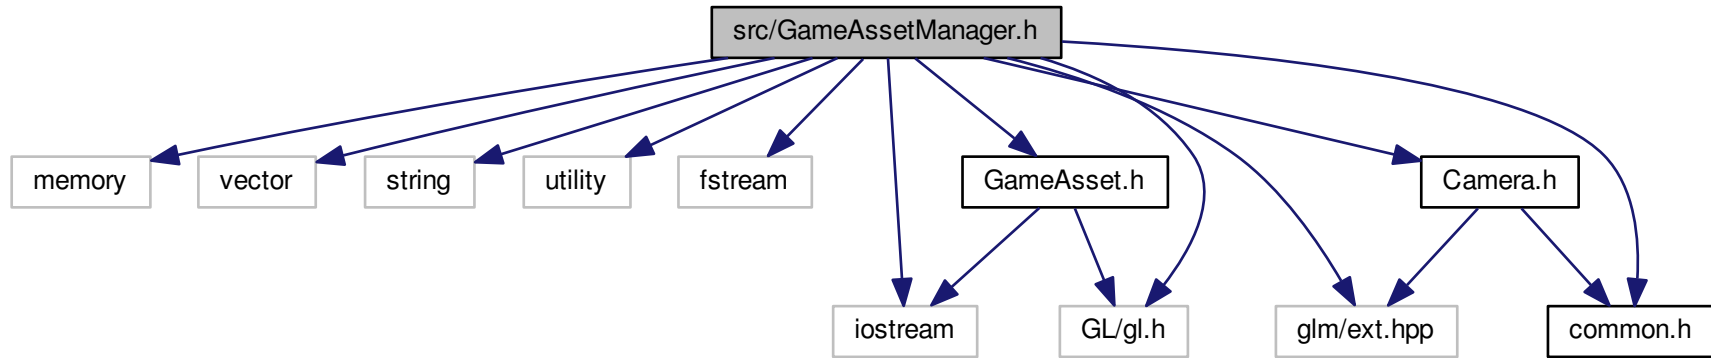 src/GameAssetManager.h
memory
vector
string
utility
fstream
GameAsset.h
Camera.h
iostream
GL/gl.h
glm/ext.hpp
common.h